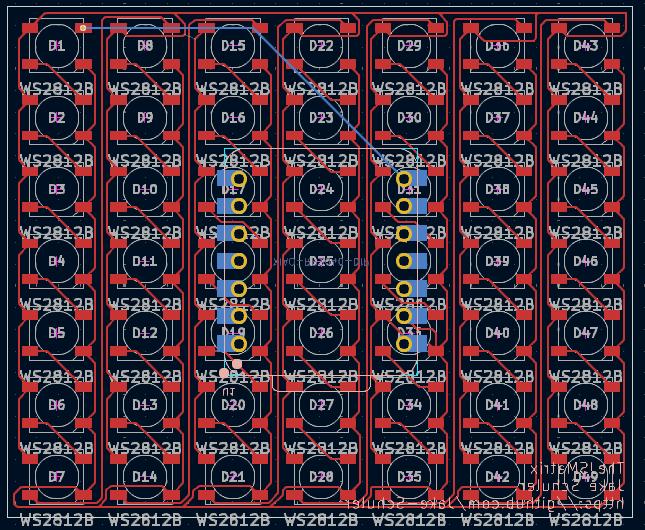 D1 D8 D15 D22 D29 D36 D43
WS2812B WS2812B WS2812B WS2812B WS2812B WS2812B WS2812B
D2 D9 D16 D23 D30 D37 D44
WS2812B WS2812B WS2812B WS2812B WS2812B WS2812B WS2812B
D3 D10 D17 D24 D31 D38 D45
WS2812B WS2812B WS2812B WS2812B WS2812B WS2812B WS2812B
D4 D11 D25 D39 D46
WS2812B WS2812B WS2812B WS2812B WS2812B WS2812B WS2812B
D5 D12 D19 D26 D33 D40 D47
WS2812B WS2812B WS2812B WS2812B WS2812B WS2812B WS2812B
U1
D6 D13 D20 D27 D34 D41 D48
WS2812B WS2812B WS2812B WS2812B WS2812B WS2812B WS2812B
The ISMatrix
D7 D14 D21 D28 D35 D42 D49
Jake Schuler
https://github.com/Jake-Schuler
WS2812B WS2812B WS2812B WS2812B WS2812B WS2812B WS2812B